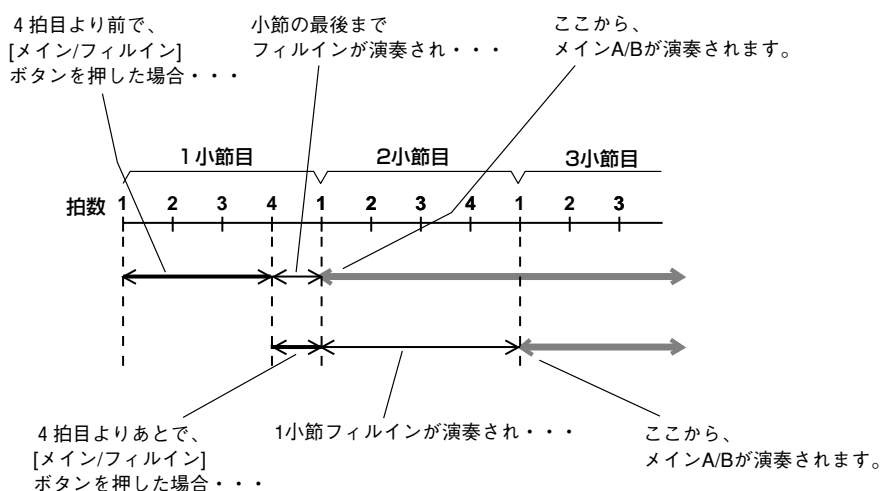 4拍目より前で、
[メイン/フィルイン]
ボタンを押した場合・・・
小節の最後まで
フィルインが演奏され・・・
ここから、
メインA/Bが演奏されます。
1小節目 2小節目 3小節目
拍数 1 2 3 4 1 2 3 4 1 2 3
4拍目よりあとで、
[メイン/フィルイン]
ボタンを押した場合・・・
1小節フィルインが演奏され・・・
ここから、
メインA/Bが演奏されます。